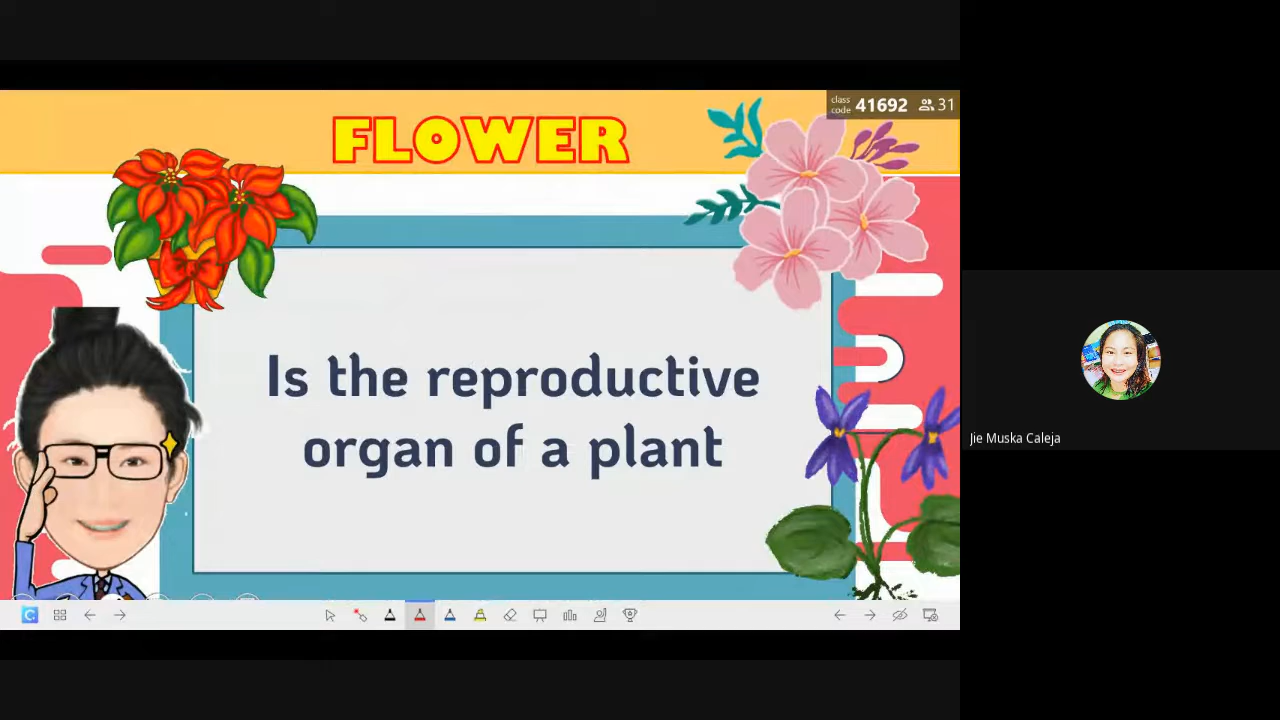 FLOWER
class
code 41692 31
Is the reproductive
organ of a plant
Jie Muska Caleja